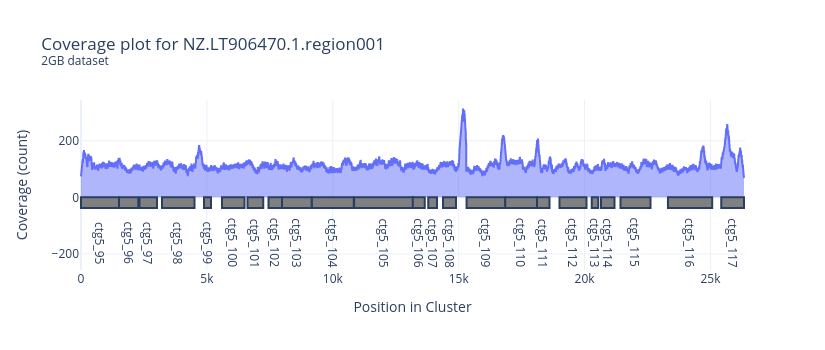 Coverage plot for NZ.LT906470.1.region001
2GB dataset
Coverage (count)
200
0
−200
ctg5_95
ctg5_96
ctg5_97
ctg5_98
ctg5_99
ctg5_100
ctg5_101
ctg5_102
ctg5_103
ctg5_104
ctg5_105
ctg5_106
ctg5_107
ctg5_108
ctg5_109
ctg5_110
ctg5_111
ctg5_112
ctg5_113
ctg5_114
ctg5_115
ctg5_116
ctg5_117
0
5k
10k
15k
20k
25k
Position in Cluster